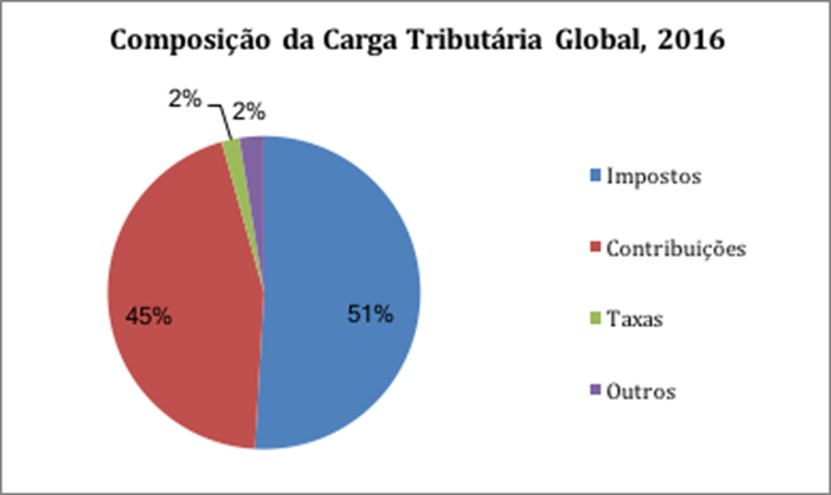 Composição da Carga Tributária Global, 2016
2%
2%
45%
51%
Impostos
Contribuições
Taxas
Outros